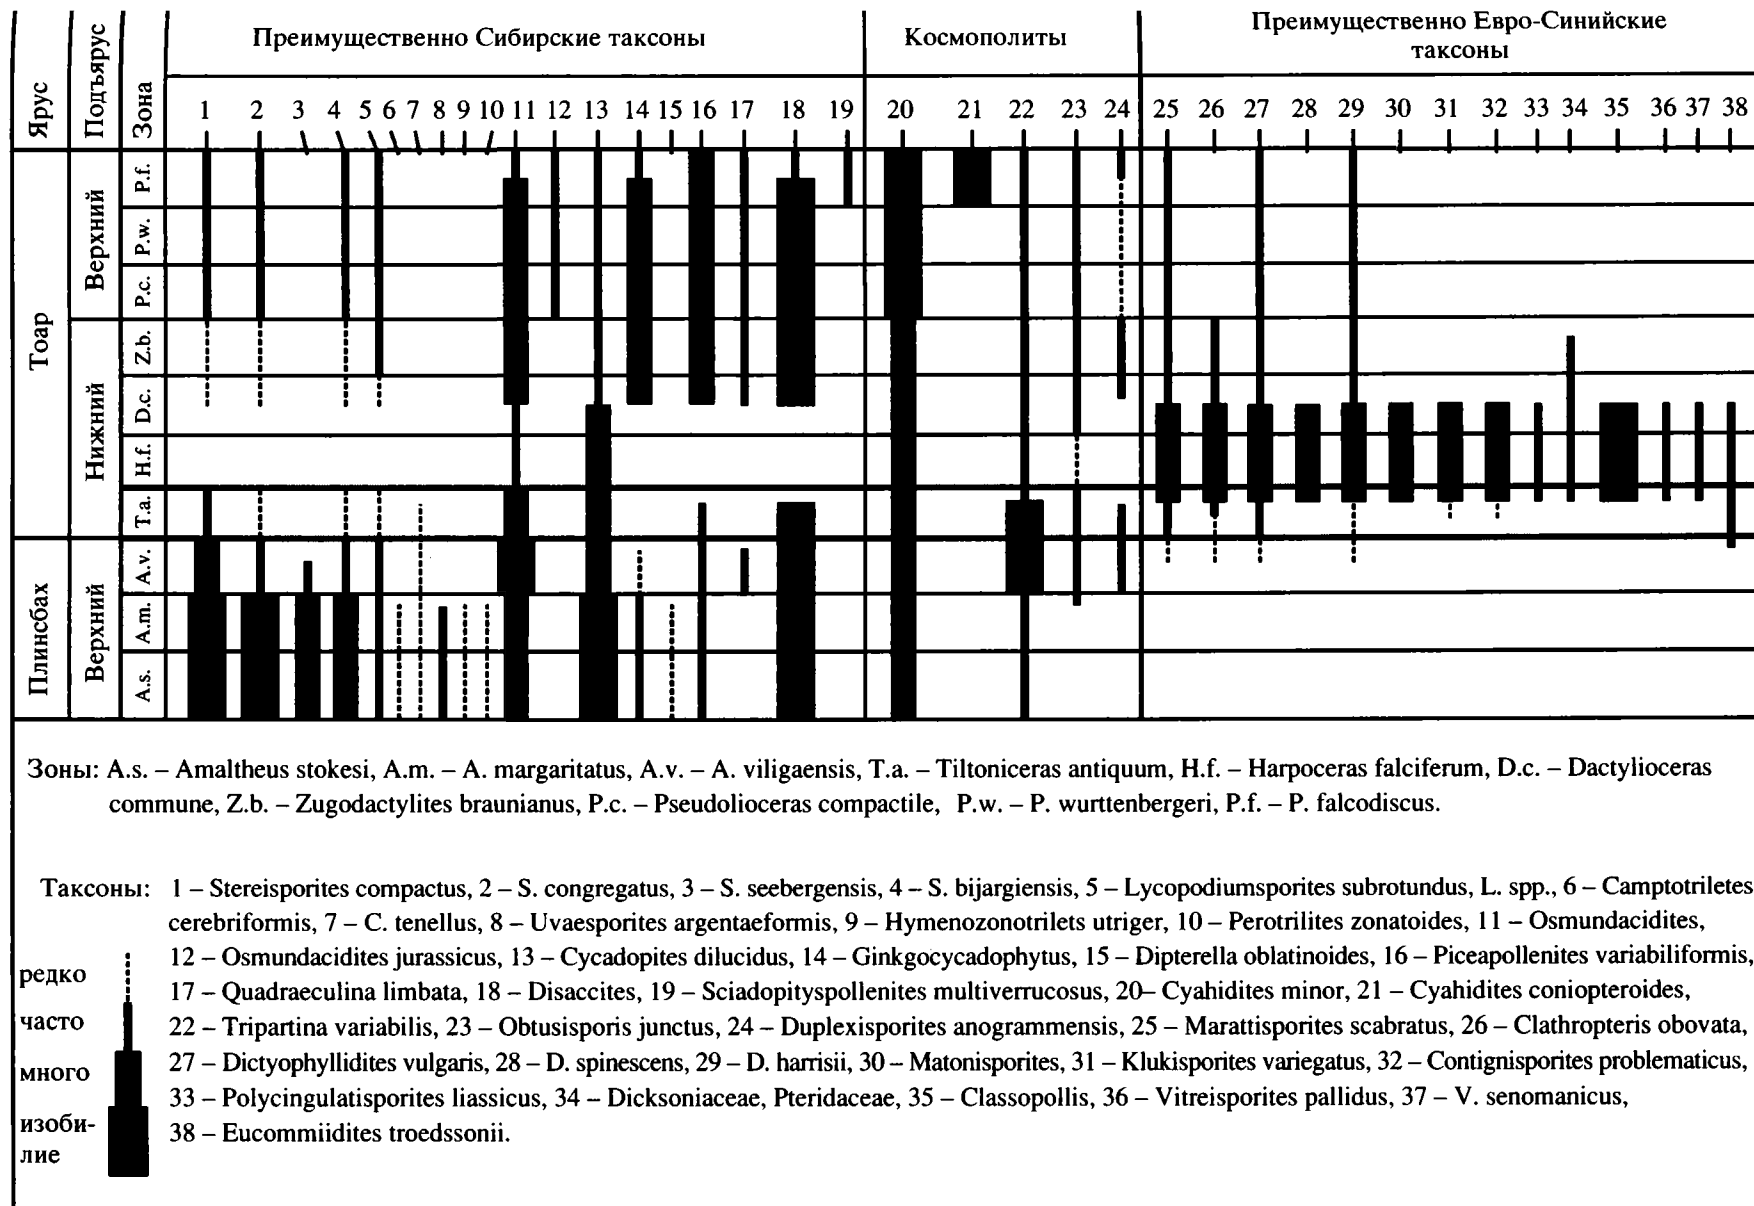 Преимущественно Сибирские таксоны
Космополиты
Преимущественно Евро-Синийские
таксоны
Ярус
Подъярус
Зона
1 2 3 4 5 6 7 8 9 10 11 12 13 14 15 16 17 18 19 20 21 22 23 24 25 26 27 28 29 30 31 32 33 34 35 36 37 38
Тоар
Верхний
P.f.
P.w.
P.c.
Нижний
Z.b.
D.c.
H.f.
T.a.
Плинсбах
Верхний
A.v.
A.m.
A.s.
Зоны: A.s. – Amaltheus stokesi, A.m. – A. margaritatus, A.v. – A. viligaensis, T.a. – Tiltoniceras antiquum, H.f. – Harpoceras falciferum, D.c. – Dactylioceras
commune, Z.b. – Zugodactylites braunianus, P.c. – Pseudolioceras compactile, P.w. – P. wurttenbergeri, P.f. – P. falcodiscus.
Таксоны: 1 – Stereisporites compactus, 2 – S. congregatus, 3 – S. seebergensis, 4 – S. bijargiensis, 5 – Lycopodiumsporites subrotundus, L. spp., 6 – Camptotriletes
cerebriformis, 7 – C. tenellus, 8 – Uvaesporites argentaeformis, 9 – Hymenozonotrilets utriger, 10 – Perotrilites zonatoides, 11 – Osmundacidites,
12 – Osmundacidites jurassicus, 13 – Cycadopites dilucidus, 14 – Ginkgocycadophytus, 15 – Dipterella oblatinoides, 16 – Piceapollenites variabiliformis,
17 – Quadraeculina limbata, 18 – Disaccites, 19 – Sciadopityspollenites multiverrucosus, 20– Cyahidites minor, 21 – Cyahidites coniopteroides,
22 – Tripartina variabilis, 23 – Obtusisporis junctus, 24 – Duplexisporites anogrammensis, 25 – Marattisporites scabratus, 26 – Clathropteris obovata,
27 – Dictyophyllidites vulgaris, 28 – D. spinescens, 29 – D. harrisii, 30 – Matonisporites, 31 – Klukisporites variegatus, 32 – Contignisporites problematicus,
33 – Polycingulatisporites liassicus, 34 – Dicksoniaceae, Pteridaceae, 35 – Classopollis, 36 – Vitreisporites pallidus, 37 – V. senomanicus,
38 – Eucommiidites troedssonii.
редко
часто
много
изоби-
лие